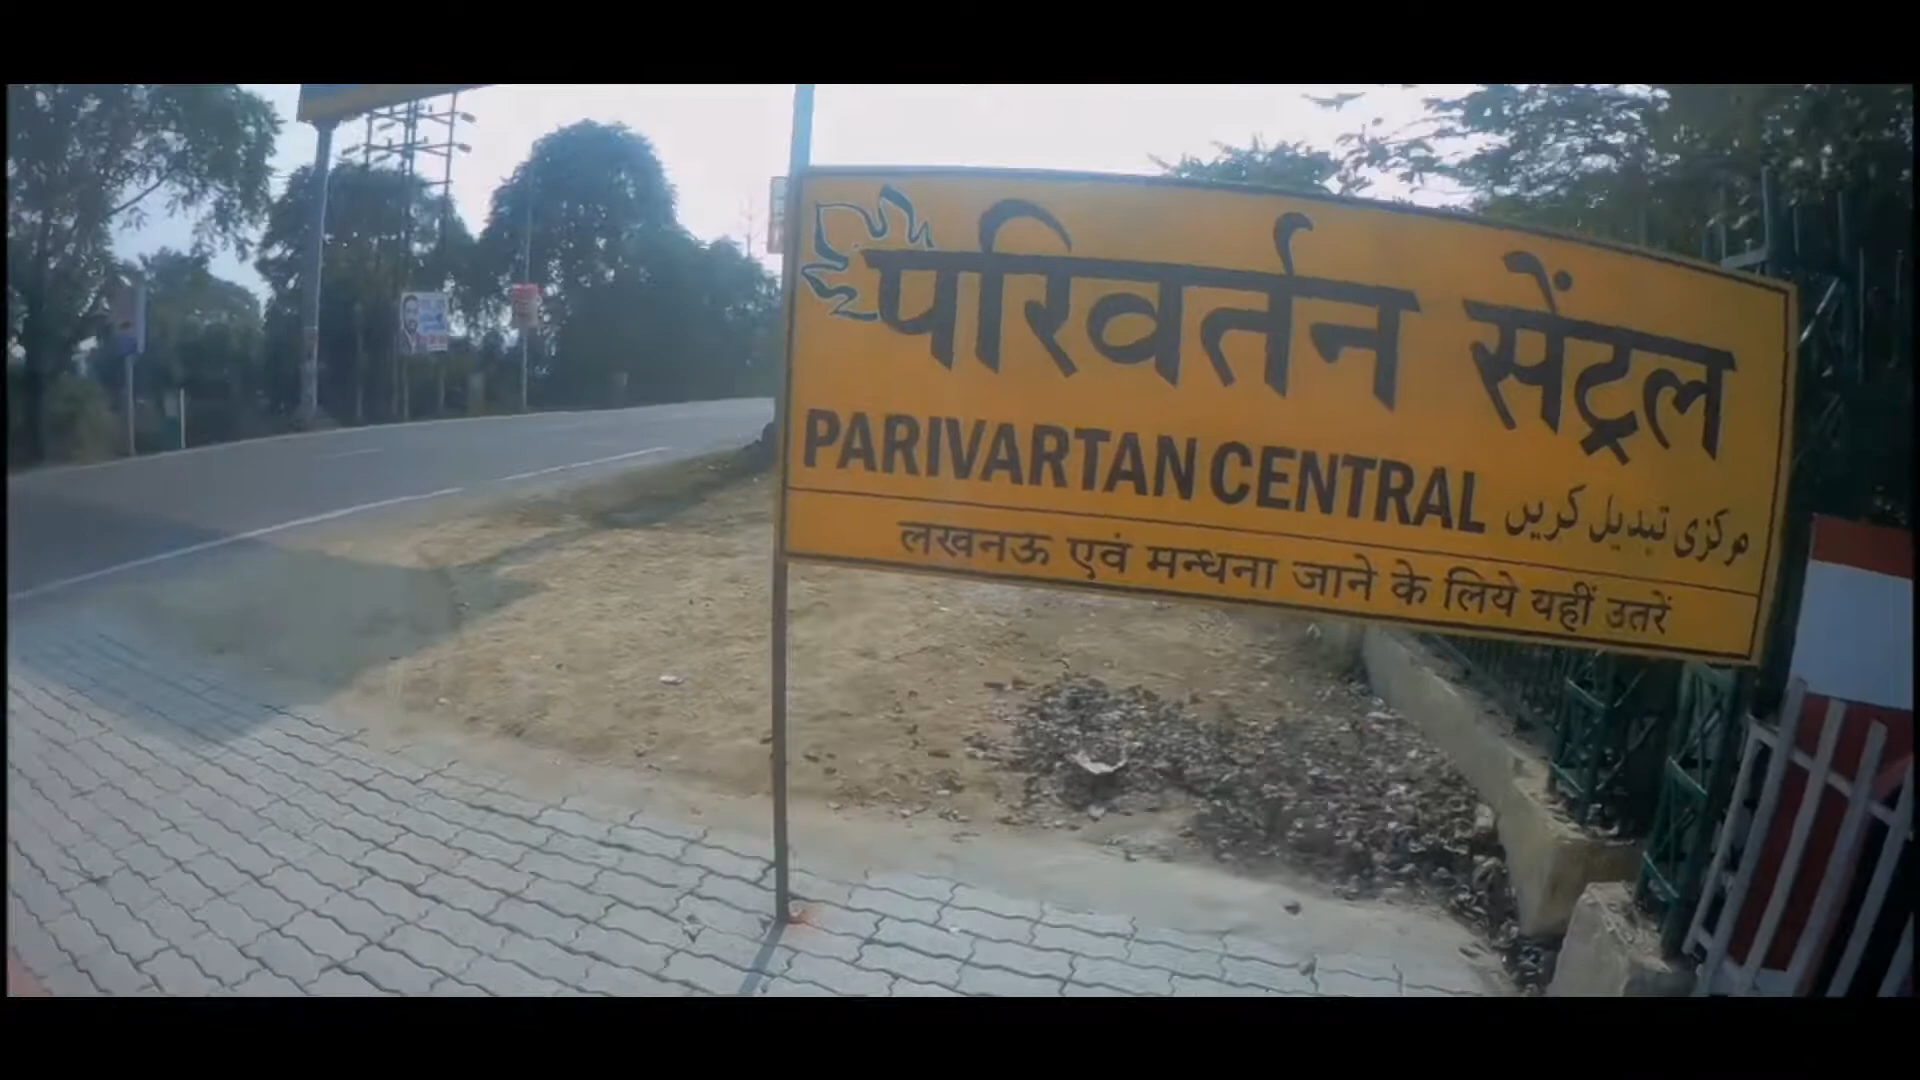 परिवर्तन सेंट्रल
PARIVARTAN CENTRAL مرکزی تبدیل کریں
लखनऊ एवं मन्धना जाने के लिये यहीं उतरें